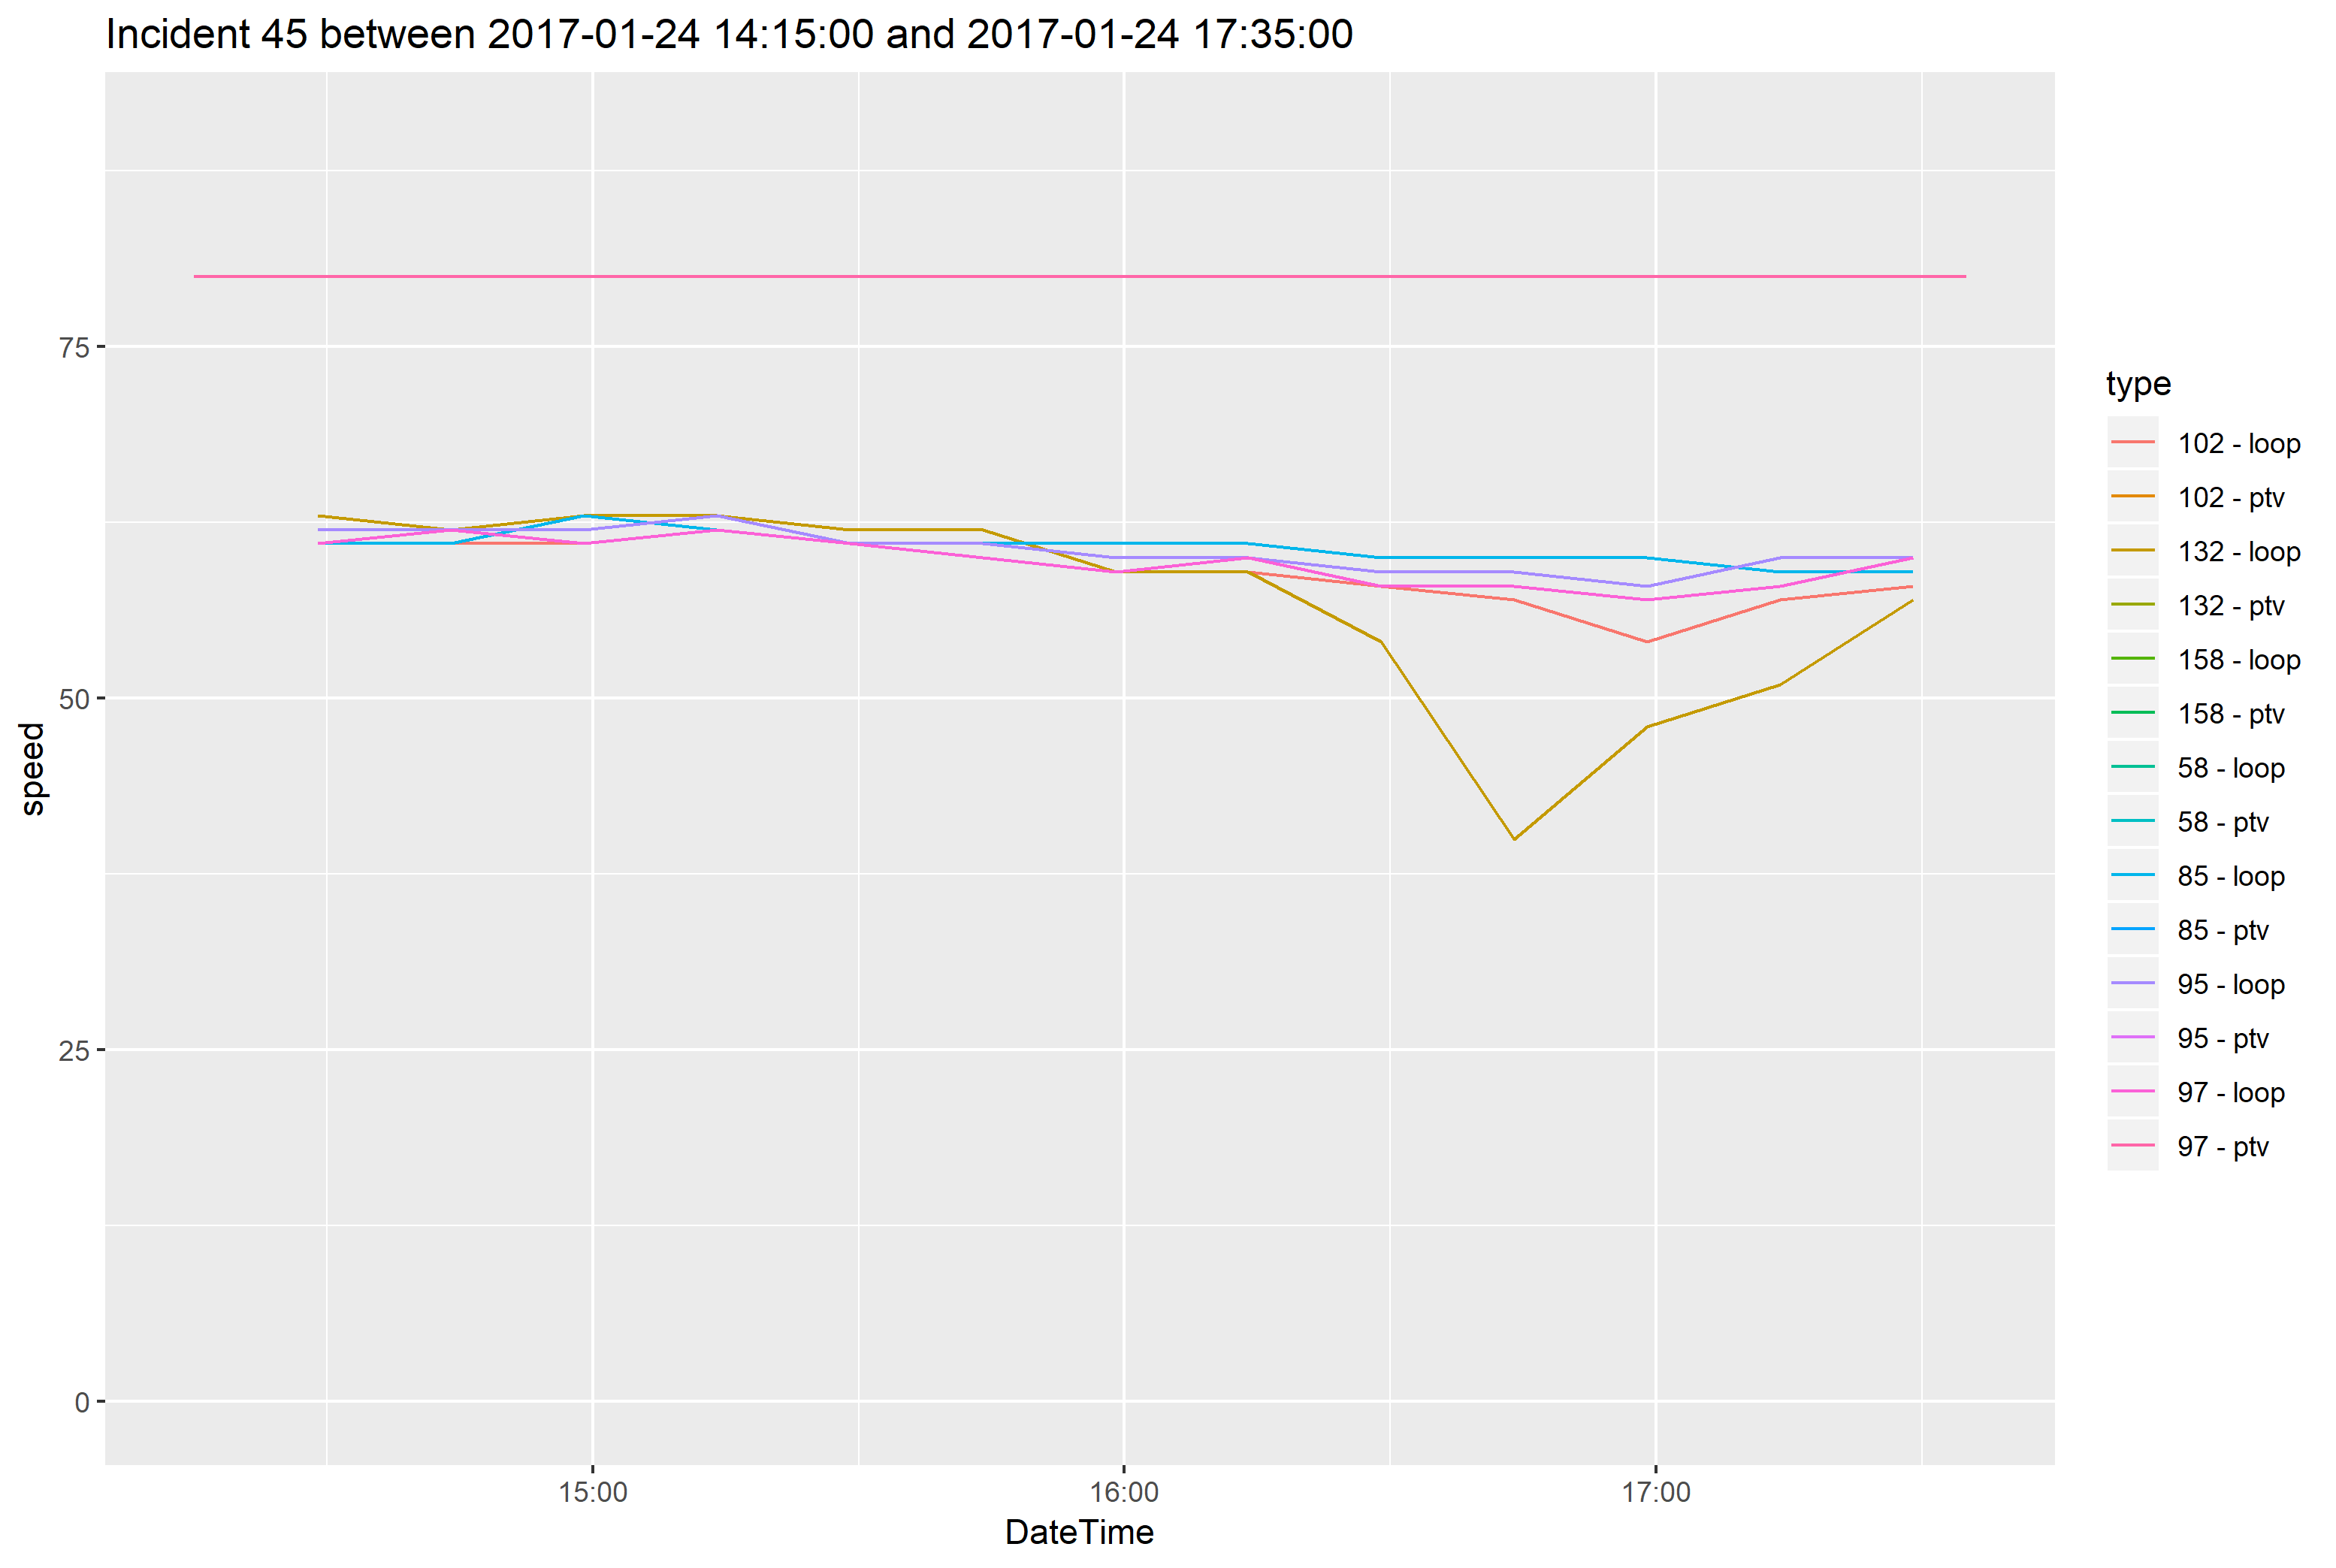 Incident 45 between 2017-01-24 14:15:00 and 2017-01-24 17:35:00
speed
75
50
25
0
15:00
16:00
17:00
DateTime
type
102 - loop
102 - ptv
132 - loop
132 - ptv
158 - loop
158 - ptv
58 - loop
58 - ptv
85 - loop
85 - ptv
95 - loop
95 - ptv
97 - loop
97 - ptv